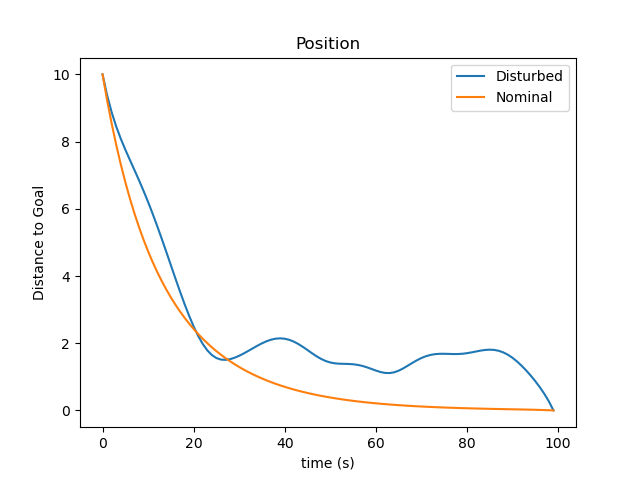 Position
Disturbed
Nominal
Distance to Goal
10
8
6
4
2
0
0 20 40 60 80 100
time (s)